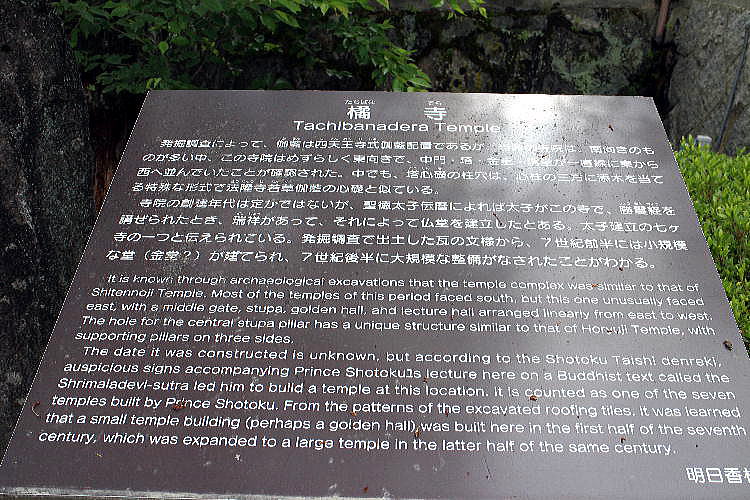 たちばな でら
橘 寺
Tachibanadera Temple
発掘調査によって、伽藍は四天王寺式伽藍配置であるが、 寺院は、南向きのも
のが多い中、この寺院はめずらしく東向きで、中門・塔・金堂・ 一直線に東から
西へ並んでいたことが確認された。中でも、塔心礎の柱穴は、心柱の三方に添木を当て
る特殊な形式で法隆寺若草伽藍の心礎と似ている。
寺院の創建年代は定かではないが、聖徳太子伝暦によれば太子がこの寺で、勝鬘経を
講ぜられたとき、瑞祥があって、それによって仏堂を建立したとある。太子建立の七ヶ
寺の一つと伝えられている。発掘調査で出土した瓦の文様から、7世紀前半には小規模
な堂(金堂?)が建てられ、7世紀後半に大規模な整備がなされたことがわかる。
It is known through archaeological excavations that the temple complex was similar to that of
Shitennoji Temple. Most of the temples of this period faced south, but this one unusually faced
east, with a middle gate, stupa, golden hall, and lecture hall arranged linearly from east to west.
The hole for the central stupa pillar has a unique structure similar to that of Horyuji Temple, with
supporting pillars on three sides.
The date it was constructed is unknown, but according to the Shotoku Taishi denreki,
auspicious signs accompanying Prince Shotoku1s lecture here on a Buddhist text called the
Shrimaladevi-sutra led him to build a temple at this location. It is counted as one of the seven
temples built by Prince Shotoku. From the patterns of the excavated roofing tiles, it was learned
that a small temple building (perhaps a golden hall) was built here in the first half of the seventh
century, which was expanded to a large temple in the latter half of the same century.
明日香村